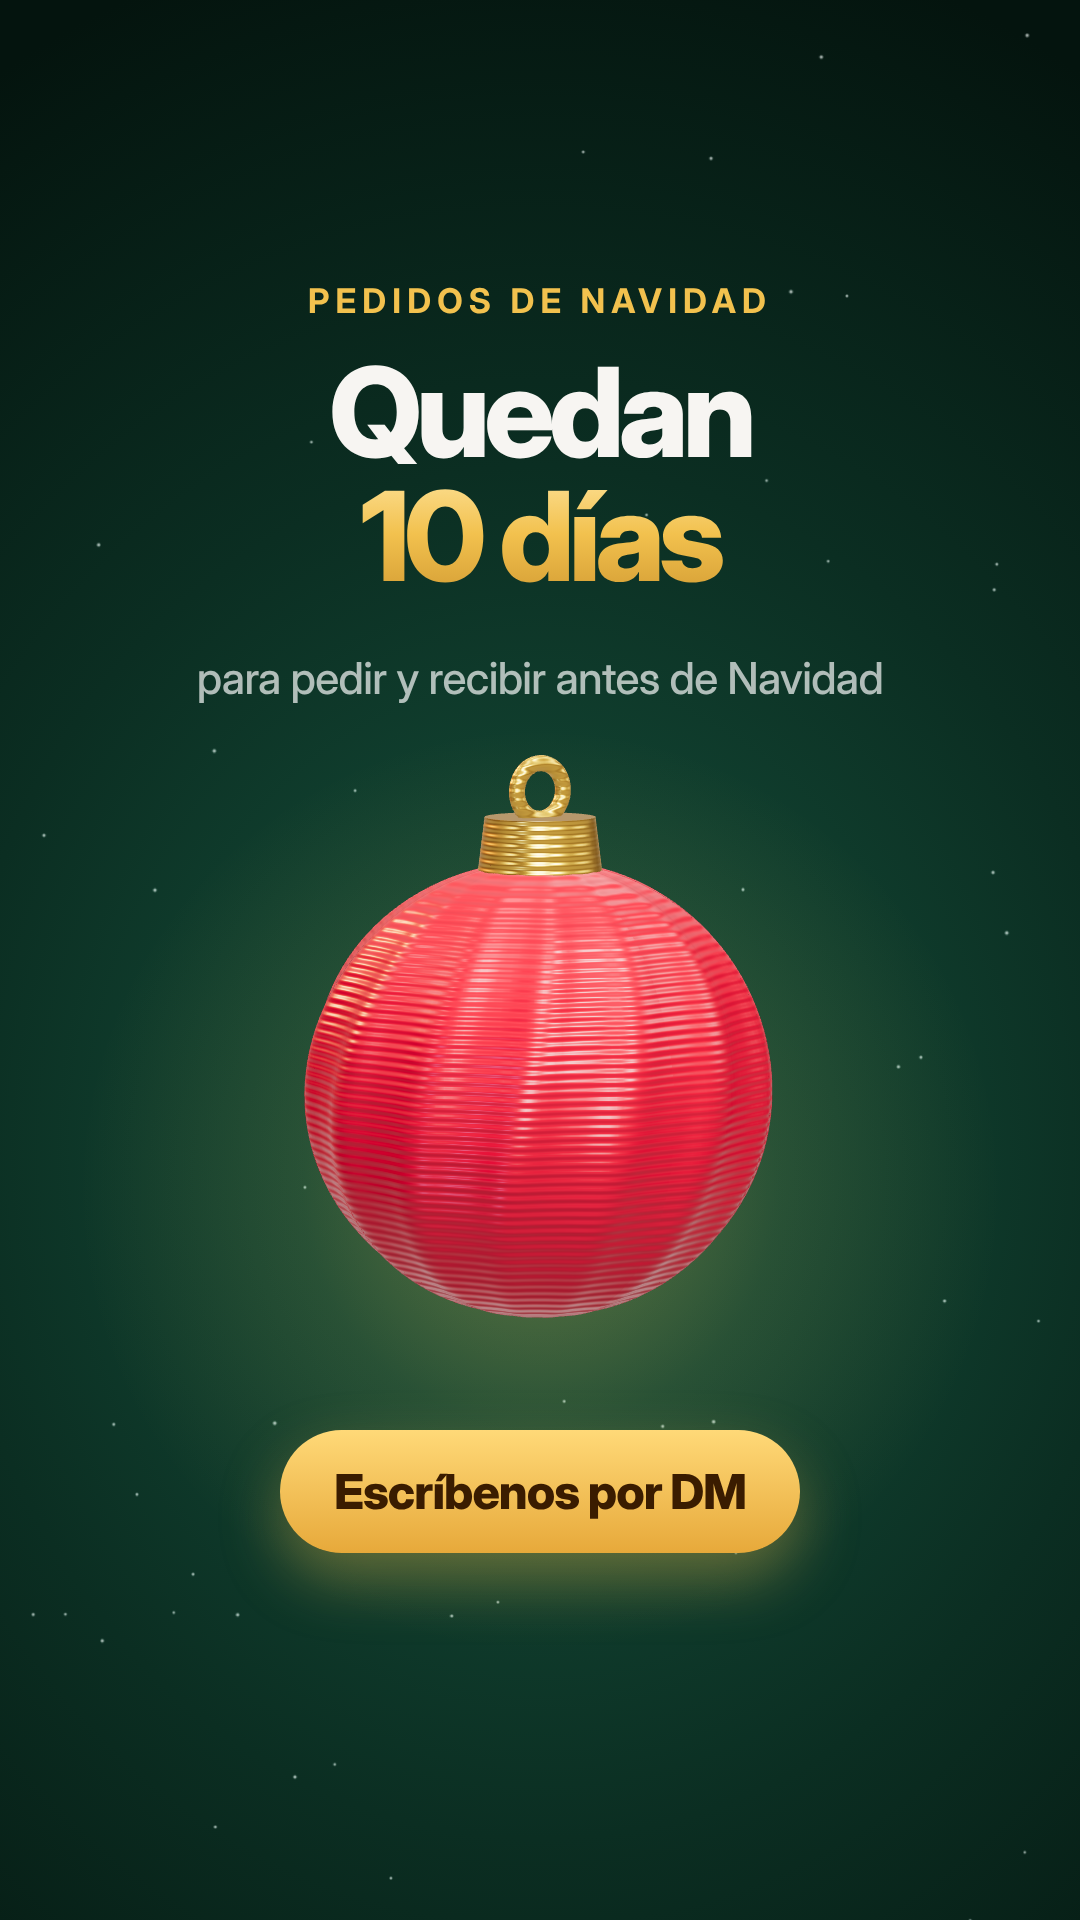 PEDIDOS DE NAVIDAD
Quedan
10 días
para pedir y recibir antes de Navidad
Escríbenos por DM